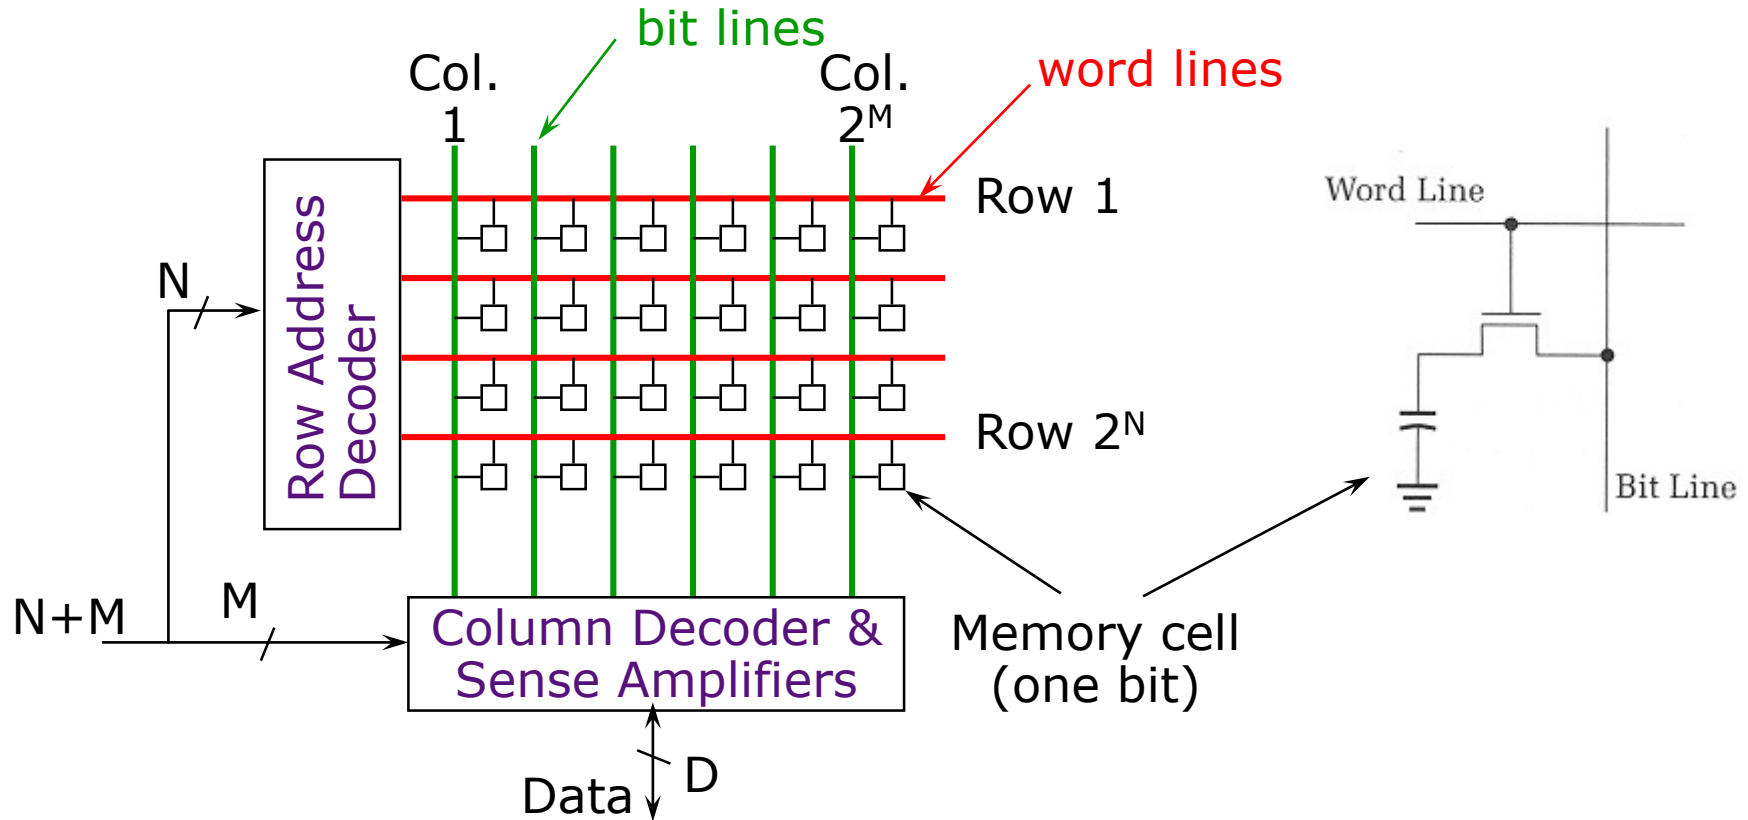 bit lines
Col.
1
Col.
2ᴹ
word lines
Row Address
Decoder
Row 1
Word Line
N
Row 2ᴺ
Bit Line
N+M
M
Column Decoder &
Sense Amplifiers
Memory cell
(one bit)
D
Data